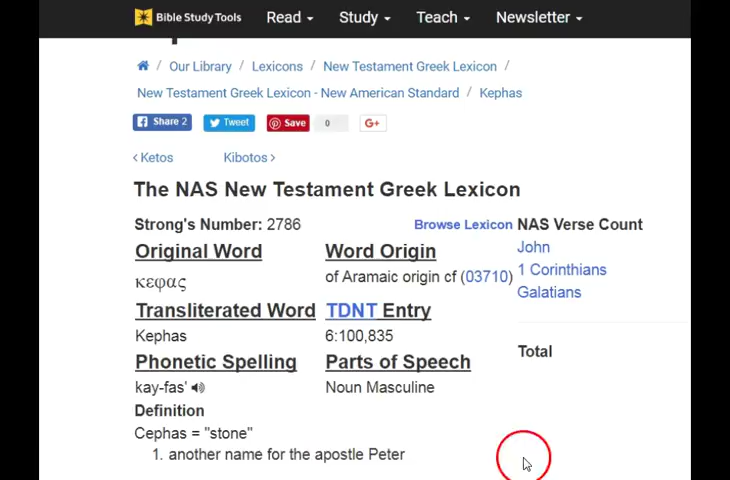 Bible Study Tools Read Study Teach Newsletter
/ Our Library / Lexicons / New Testament Greek Lexicon /
New Testament Greek Lexicon - New American Standard / Kephas
Share 2 Tweet Save 0 G+
‹ Ketos Kibotos ›
The NAS New Testament Greek Lexicon
Strong's Number: 2786
Browse Lexicon
Original Word
Word Origin
κεφας
of Aramaic origin cf (03710)
Transliterated Word
TDNT Entry
Kephas
6:100,835
Phonetic Spelling
Parts of Speech
kay-fas'
Noun Masculine
Definition
Cephas = "stone"
1. another name for the apostle Peter
NAS Verse Count
John
1 Corinthians
Galatians
Total